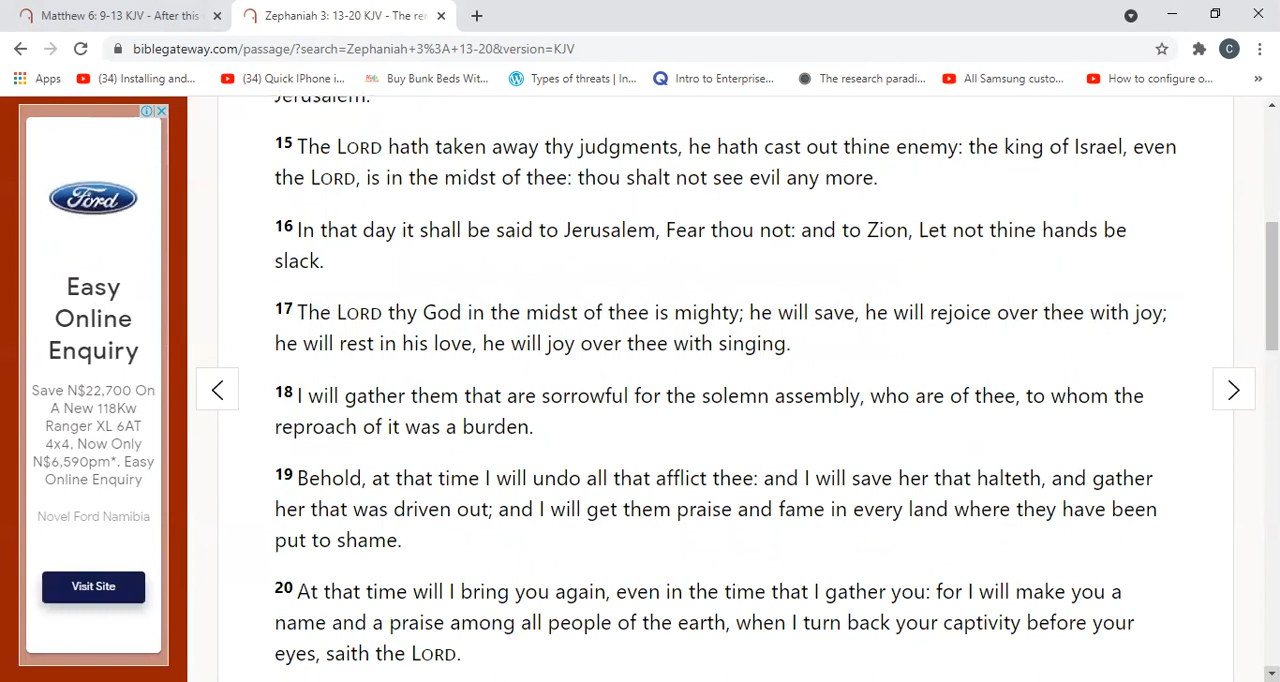 Matthew 6: 9-13 KJV - After this
Zephaniah 3: 13-20 KJV - The re
biblegateway.com/passage/?search=Zephaniah+3%3A+13-20&version=KJV
C
Apps
(34) Installing and...
(34) Quick IPhone i...
Buy Bunk Beds Wit...
Types of threats | In...
Intro to Enterprise...
The research paradi...
All Samsung custo...
How to configure o...
»
Jerusalem.
15 The LORD hath taken away thy judgments, he hath cast out thine enemy: the king of Israel, even
the LORD, is in the midst of thee: thou shalt not see evil any more.
16 In that day it shall be said to Jerusalem, Fear thou not: and to Zion, Let not thine hands be
slack.
17 The LORD thy God in the midst of thee is mighty; he will save, he will rejoice over thee with joy;
he will rest in his love, he will joy over thee with singing.
18 I will gather them that are sorrowful for the solemn assembly, who are of thee, to whom the
reproach of it was a burden.
19 Behold, at that time I will undo all that afflict thee: and I will save her that halteth, and gather
her that was driven out; and I will get them praise and fame in every land where they have been
put to shame.
20 At that time will I bring you again, even in the time that I gather you: for I will make you a
name and a praise among all people of the earth, when I turn back your captivity before your
eyes, saith the LORD.
Ford
Easy
Online
Enquiry
Save N$22,700 On
A New 118Kw
Ranger XL 6AT
4x4, Now Only
N$6,590pm*. Easy
Online Enquiry
Novel Ford Namibia
Visit Site